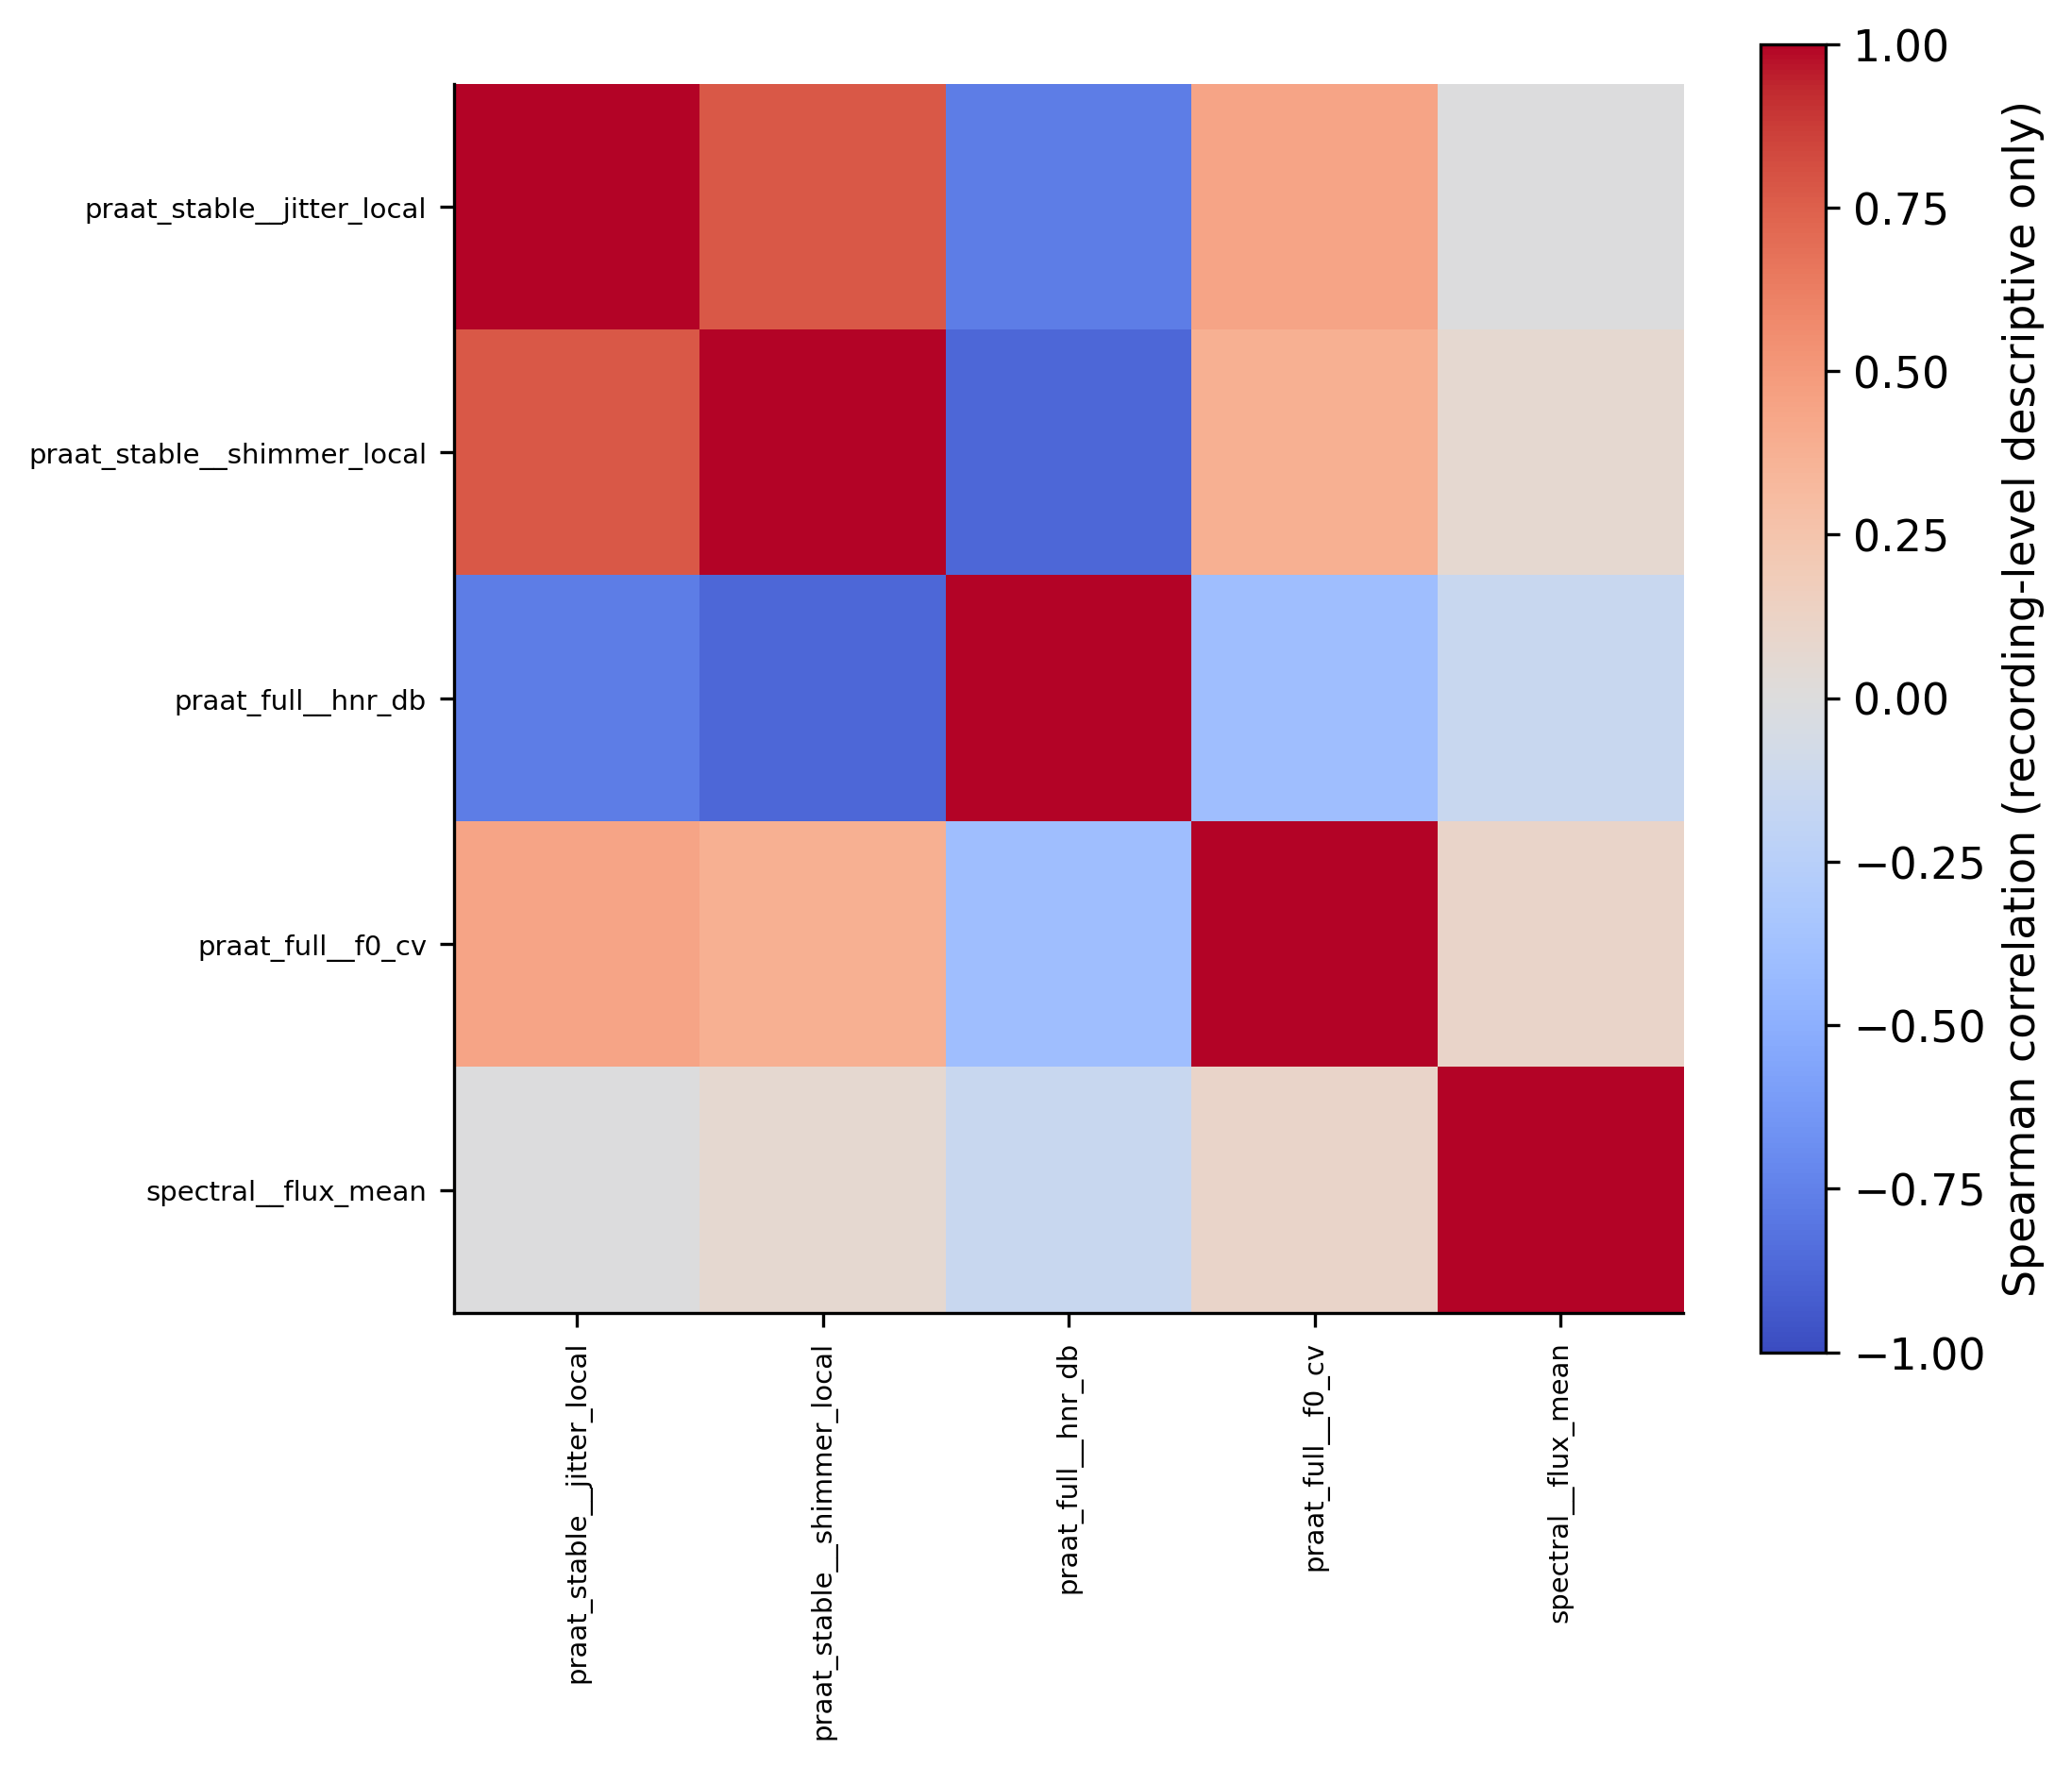 praat_stable__jitter_local
praat_stable__shimmer_local
praat_full__hnr_db
praat_full__f0_cv
spectral__flux_mean
praat_stable__jitter_local
praat_stable__shimmer_local
praat_full__hnr_db
praat_full__f0_cv
spectral__flux_mean
1.00
0.75
0.50
0.25
0.00
−0.25
−0.50
−0.75
−1.00
Spearman correlation (recording-level descriptive only)